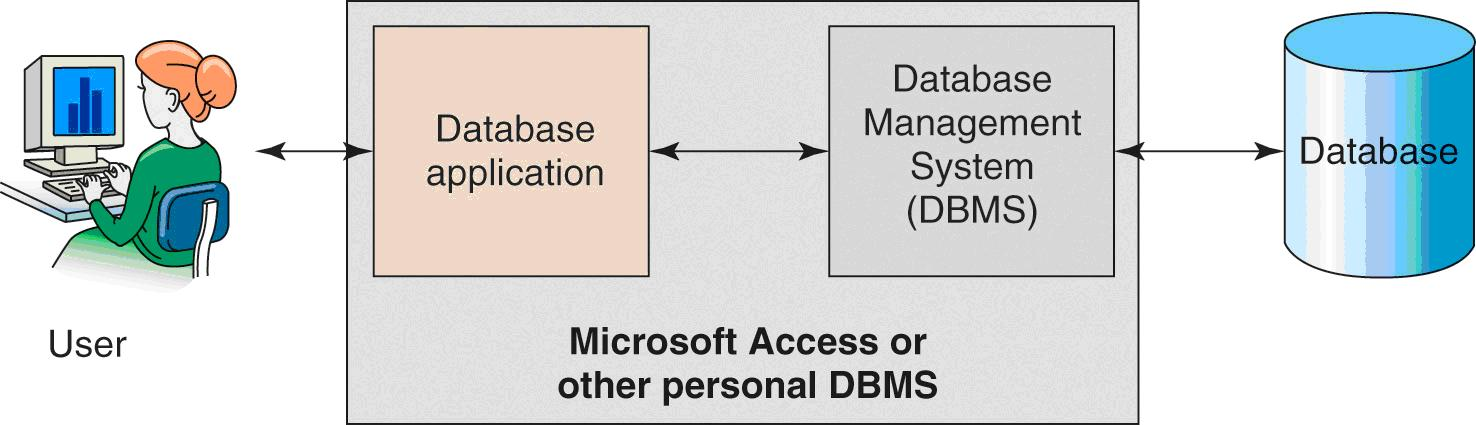 User
Database
application
Database
Management
System
(DBMS)
Microsoft Access or
other personal DBMS
Database